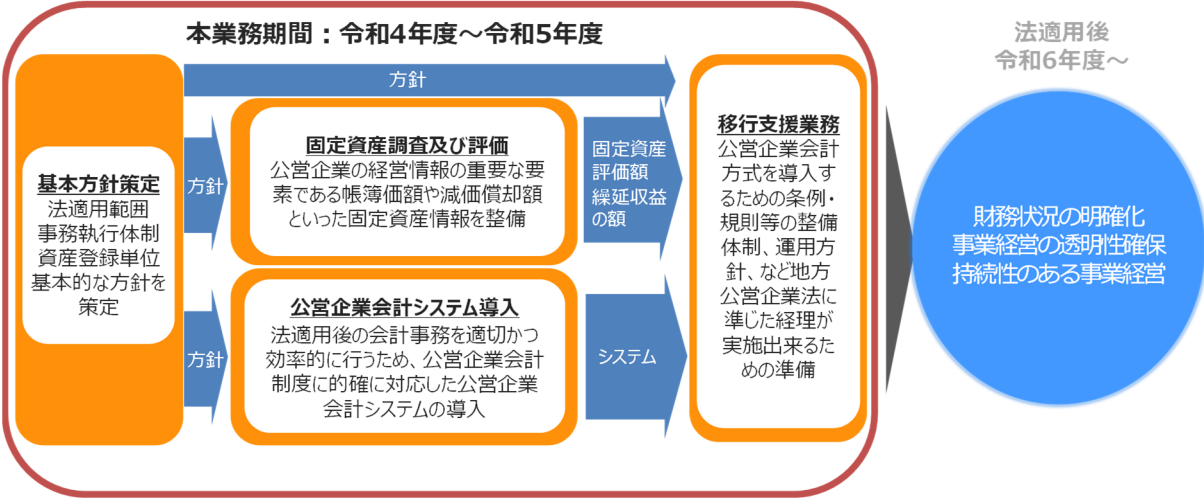 本業務期間：令和4年度～令和5年度
法適用後
令和6年度～
方針
基本方針策定
法適用範囲
事務執行体制
資産登録単位
基本的な方針を
策定
方針
固定資産調査及び評価
公営企業の経営情報の重要な要
素である帳簿価額や減価償却額
といった固定資産情報を整備
固定資産
評価額
繰延収益
の額
方針
公営企業会計システム導入
法適用後の会計事務を適切かつ
効率的に行うため、公営企業会計
制度に的確に対応した公営企業
会計システムの導入
システム
移行支援業務
公営企業会計
方式を導入す
るための条例・
規則等の整備
体制、運用方
針、など地方
公営企業法に
準じた経理が
実施出来るた
めの準備
財務状況の明確化
事業経営の透明性確保
持続性のある事業経営